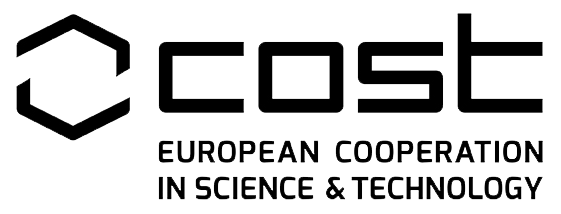 cost
EUROPEAN COOPERATION
IN SCIENCE & TECHNOLOGY